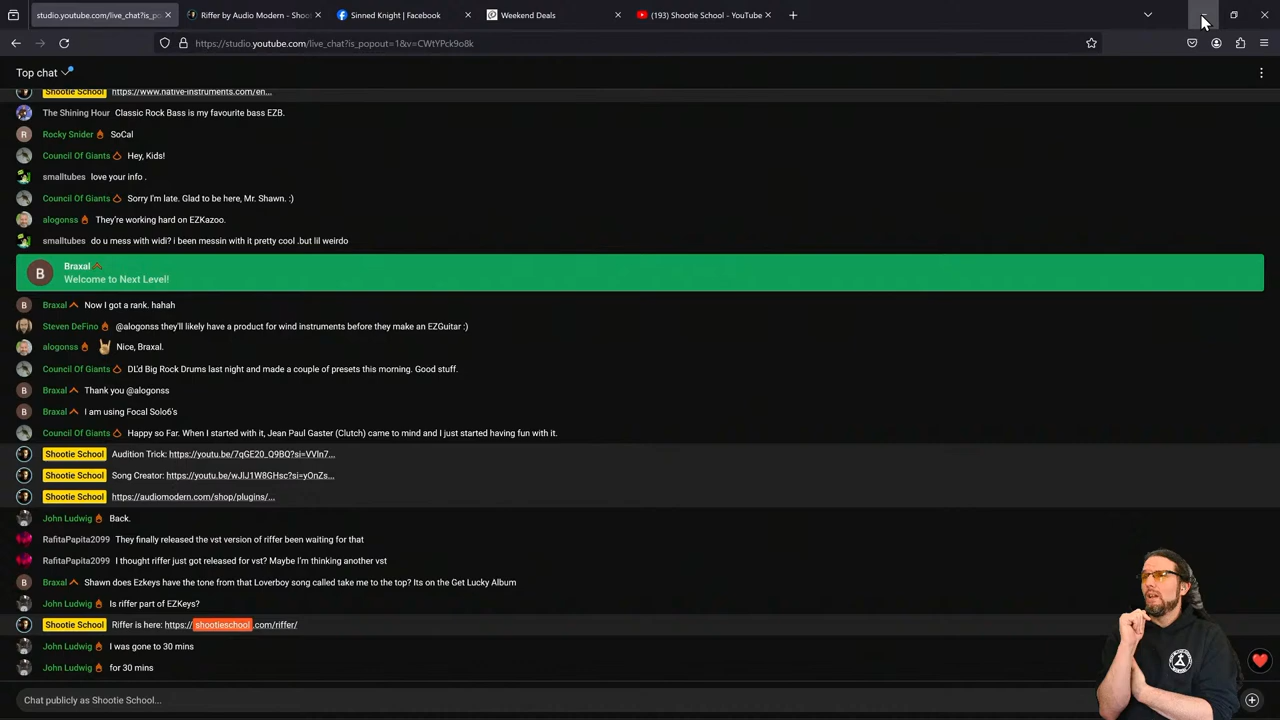 studio.youtube.com/live_chat?is_po
Riffer by Audio Modern - Shoot
Sinned Knight | Facebook
Weekend Deals
(193) Shootie School - YouTube
https://studio.youtube.com/live_chat?is_popout=1&v=CWtYPck9o8k
Top chat
Shootie School https://www.native-instruments.com/en...
The Shining Hour Classic Rock Bass is my favourite bass EZB.
R Rocky Snider SoCal
Council Of Giants Hey, Kids!
smalltubes love your info .
Council Of Giants Sorry I'm late. Glad to be here, Mr. Shawn. :)
alogonss They're working hard on EZKazoo.
smalltubes do u mess with widi? i been messin with it pretty cool .but lil weirdo
B Braxal
Welcome to Next Level!
B Braxal Now I got a rank. hahah
Steven DeFino @alogonss they'll likely have a product for wind instruments before they make an EZGuitar :)
alogonss Nice, Braxal.
Council Of Giants DL'd Big Rock Drums last night and made a couple of presets this morning. Good stuff.
B Braxal Thank you @alogonss
B Braxal I am using Focal Solo6's
Council Of Giants Happy so Far. When I started with it, Jean Paul Gaster (Clutch) came to mind and I just started having fun with it.
Shootie School Audition Trick: https://youtu.be/7qGE20_Q9BQ?si=VVIn7...
Shootie School Song Creator: https://youtu.be/wJlJ1W8GHsc?si=yOnZs...
Shootie School https://audiomodern.com/shop/plugins/...
John Ludwig Back.
RafitaPapita2099 They finally released the vst version of riffer been waiting for that
RafitaPapita2099 I thought riffer just got released for vst? Maybe I'm thinking another vst
B Braxal Shawn does Ezkeys have the tone from that Loverboy song called take me to the top? Its on the Get Lucky Album
John Ludwig Is riffer part of EZKeys?
Shootie School Riffer is here: https://shootieschool.com/riffer/
John Ludwig I was gone to 30 mins
John Ludwig for 30 mins
Chat publicly as Shootie School...